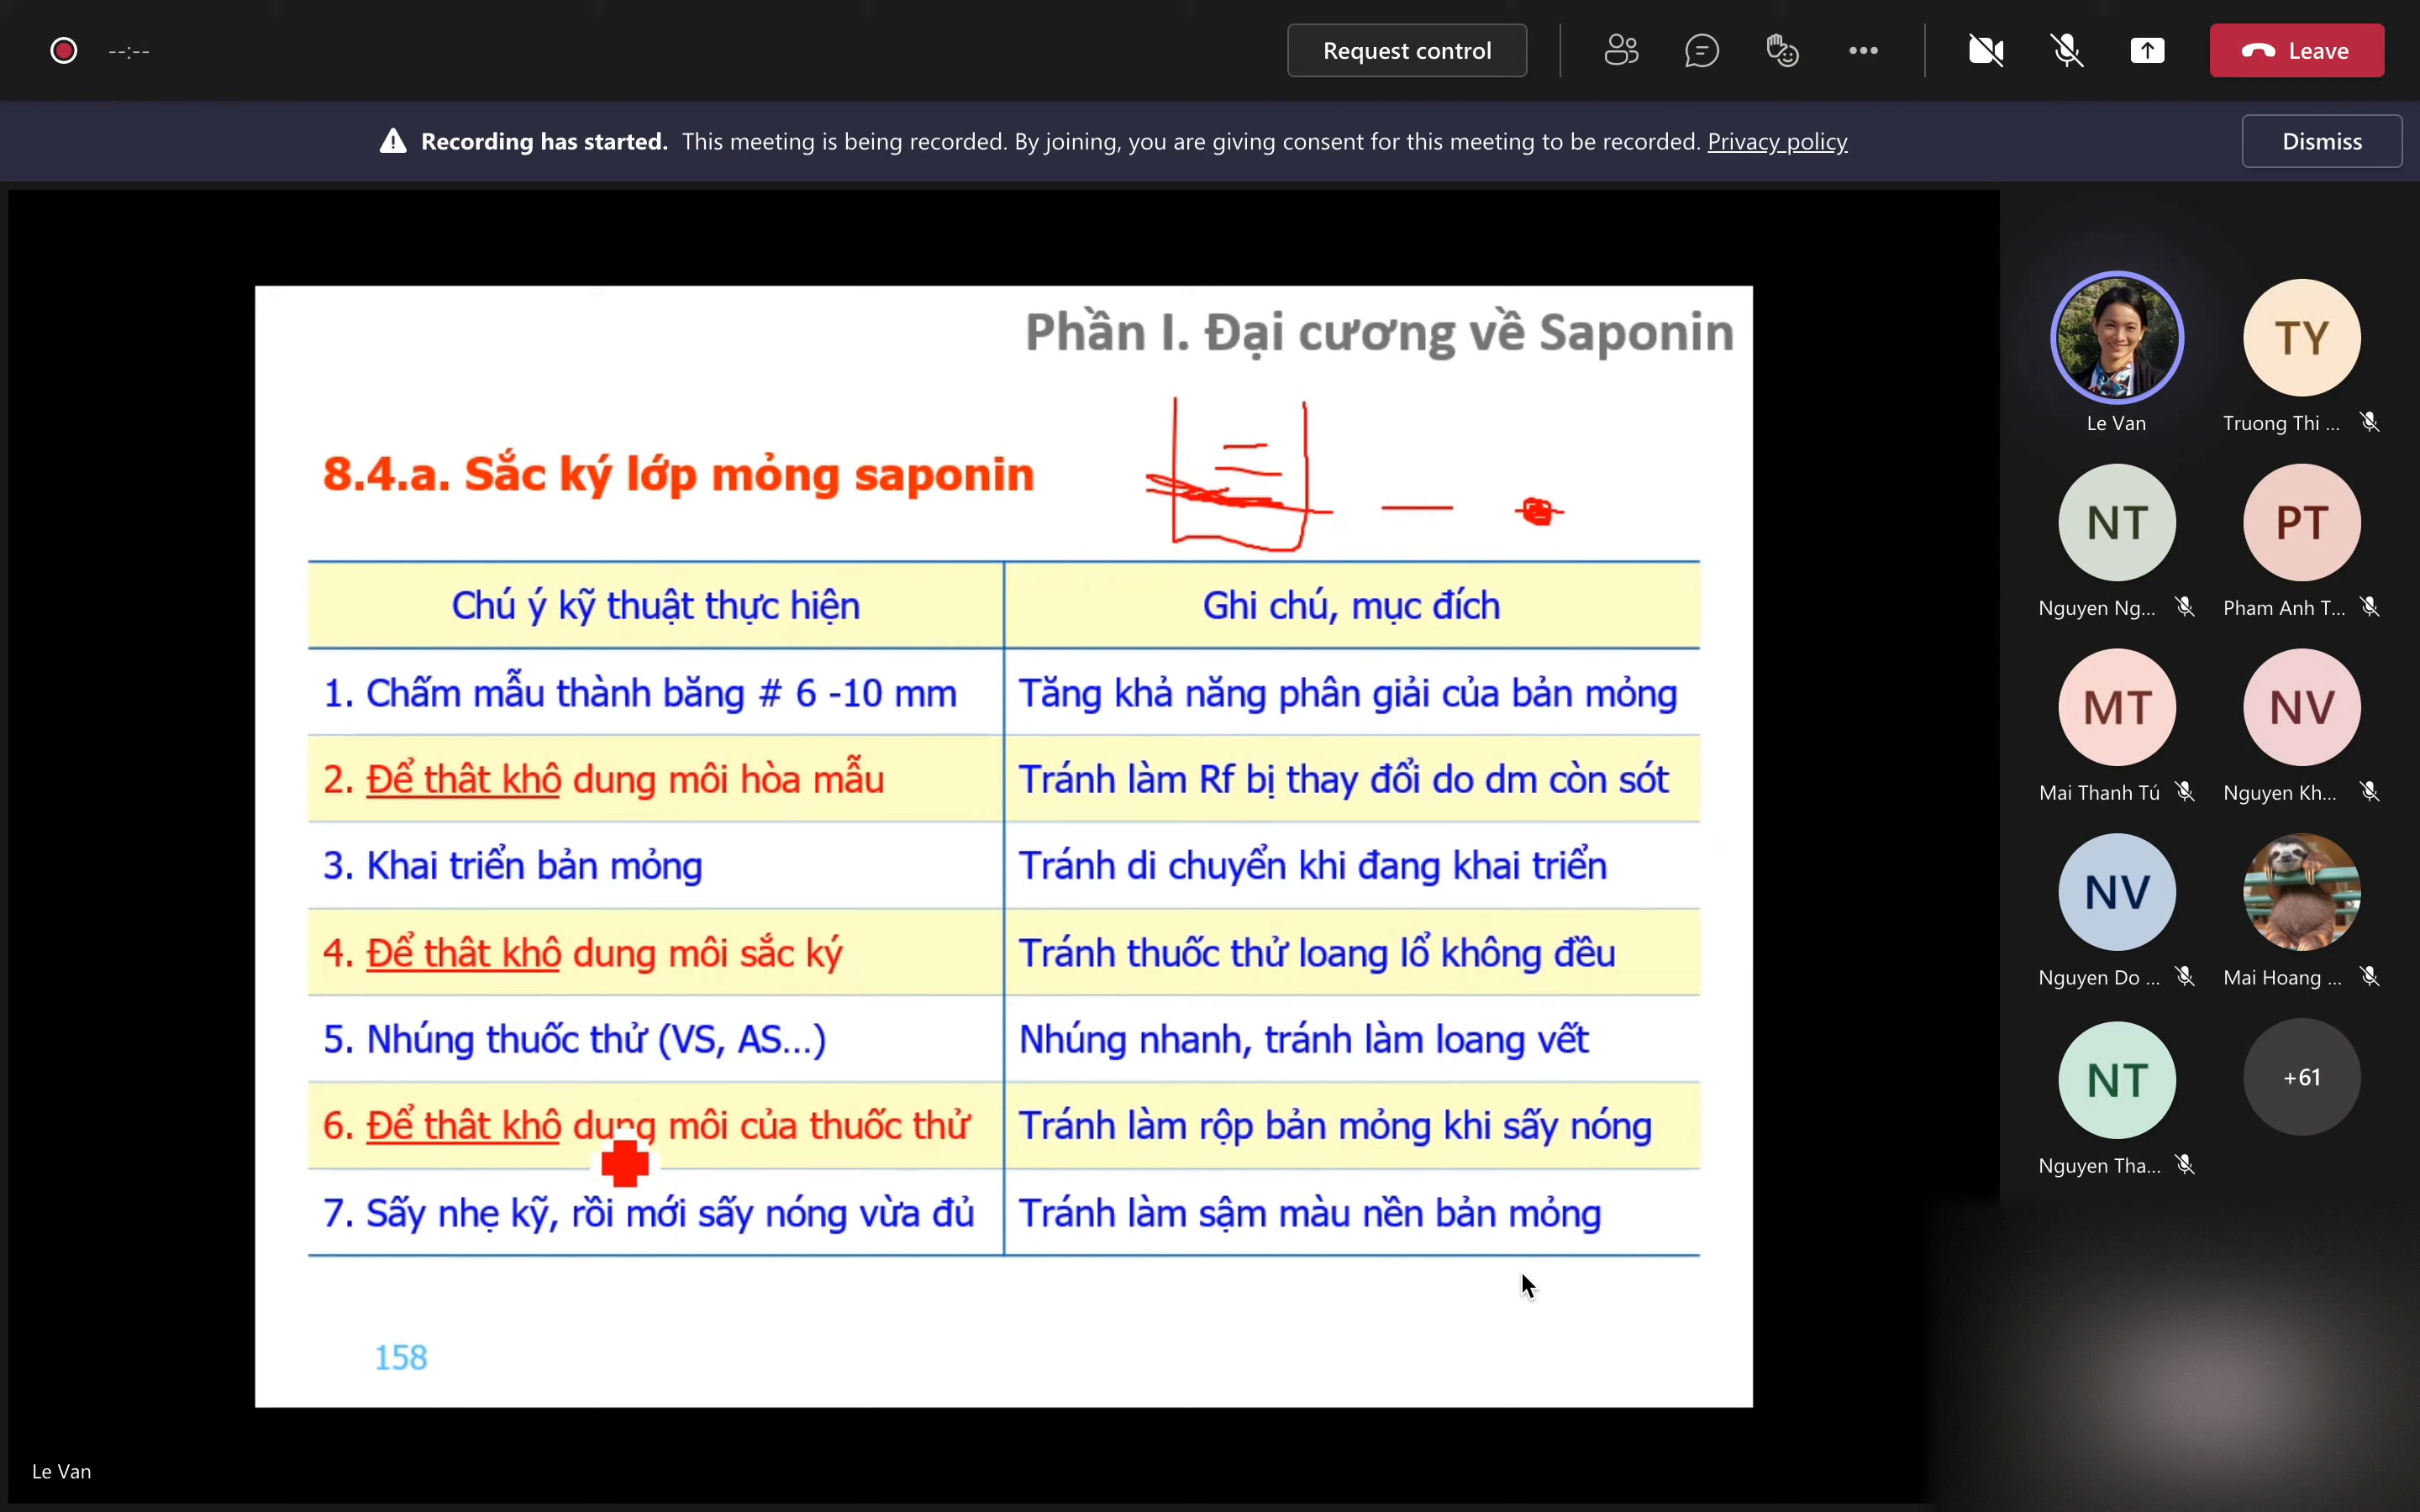 --:--
Request control
Leave
Recording has started. This meeting is being recorded. By joining, you are giving consent for this meeting to be recorded. Privacy policy
Dismiss
Phần I. Đại cương về Saponin
8.4.a. Sắc ký lớp mỏng saponin
Chú ý kỹ thuật thực hiện
Ghi chú, mục đích
1. Chấm mẫu thành băng # 6 -10 mm
Tăng khả năng phân giải của bản mỏng
2. Để thât khô dung môi hòa mẫu
Tránh làm Rf bị thay đổi do dm còn sót
3. Khai triển bản mỏng
Tránh di chuyển khi đang khai triển
4. Để thât khô dung môi sắc ký
Tránh thuốc thử loang lổ không đều
5. Nhúng thuốc thử (VS, AS...)
Nhúng nhanh, tránh làm loang vết
6. Để thât khô dung môi của thuốc thử
Tránh làm rộp bản mỏng khi sấy nóng
7. Sấy nhẹ kỹ, rồi mới sấy nóng vừa đủ
Tránh làm sậm màu nền bản mỏng
158
Le Van
Le Van
TY
Truong Thi ...
NT
Nguyen Ng...
PT
Pham Anh T...
MT
Mai Thanh Tú
NV
Nguyen Kh...
NV
Nguyen Do ...
Mai Hoang ...
NT
Nguyen Tha...
+61